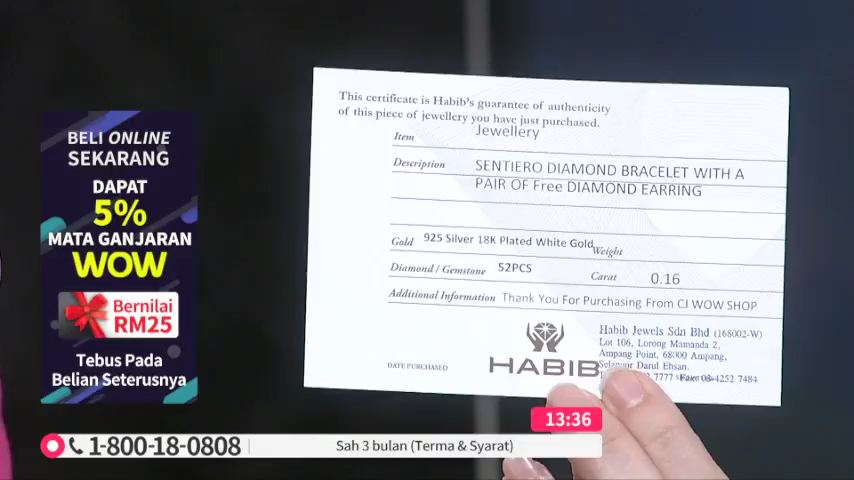 BELI ONLINE
SEKARANG
DAPAT
5%
MATA GANJARAN
WOW
Bernilai
RM25
Tebus Pada
Belian Seterusnya
This certificate is Habib's guarantee of authenticity
of this piece of jewellery you have just purchased.
Item Jewellery
Description SENTIERO DIAMOND BRACELET WITH A
PAIR OF Free DIAMOND EARRING
Gold 925 Silver 18K Plated White Gold Weight
Diamond / Gemstone 52PCS Carat 0.16
Additional Information Thank You For Purchasing From CJ WOW SHOP
DATE PURCHASED
HABIB
Habib Jewels Sdn Bhd (168002-W)
Lot 106, Lorong Mamanda 2,
Ampang Point, 68000 Ampang,
Selangor Darul Ehsan.
7777 Fax: 03-4252 7484
13:36
1-800-18-0808
Sah 3 bulan (Terma & Syarat)